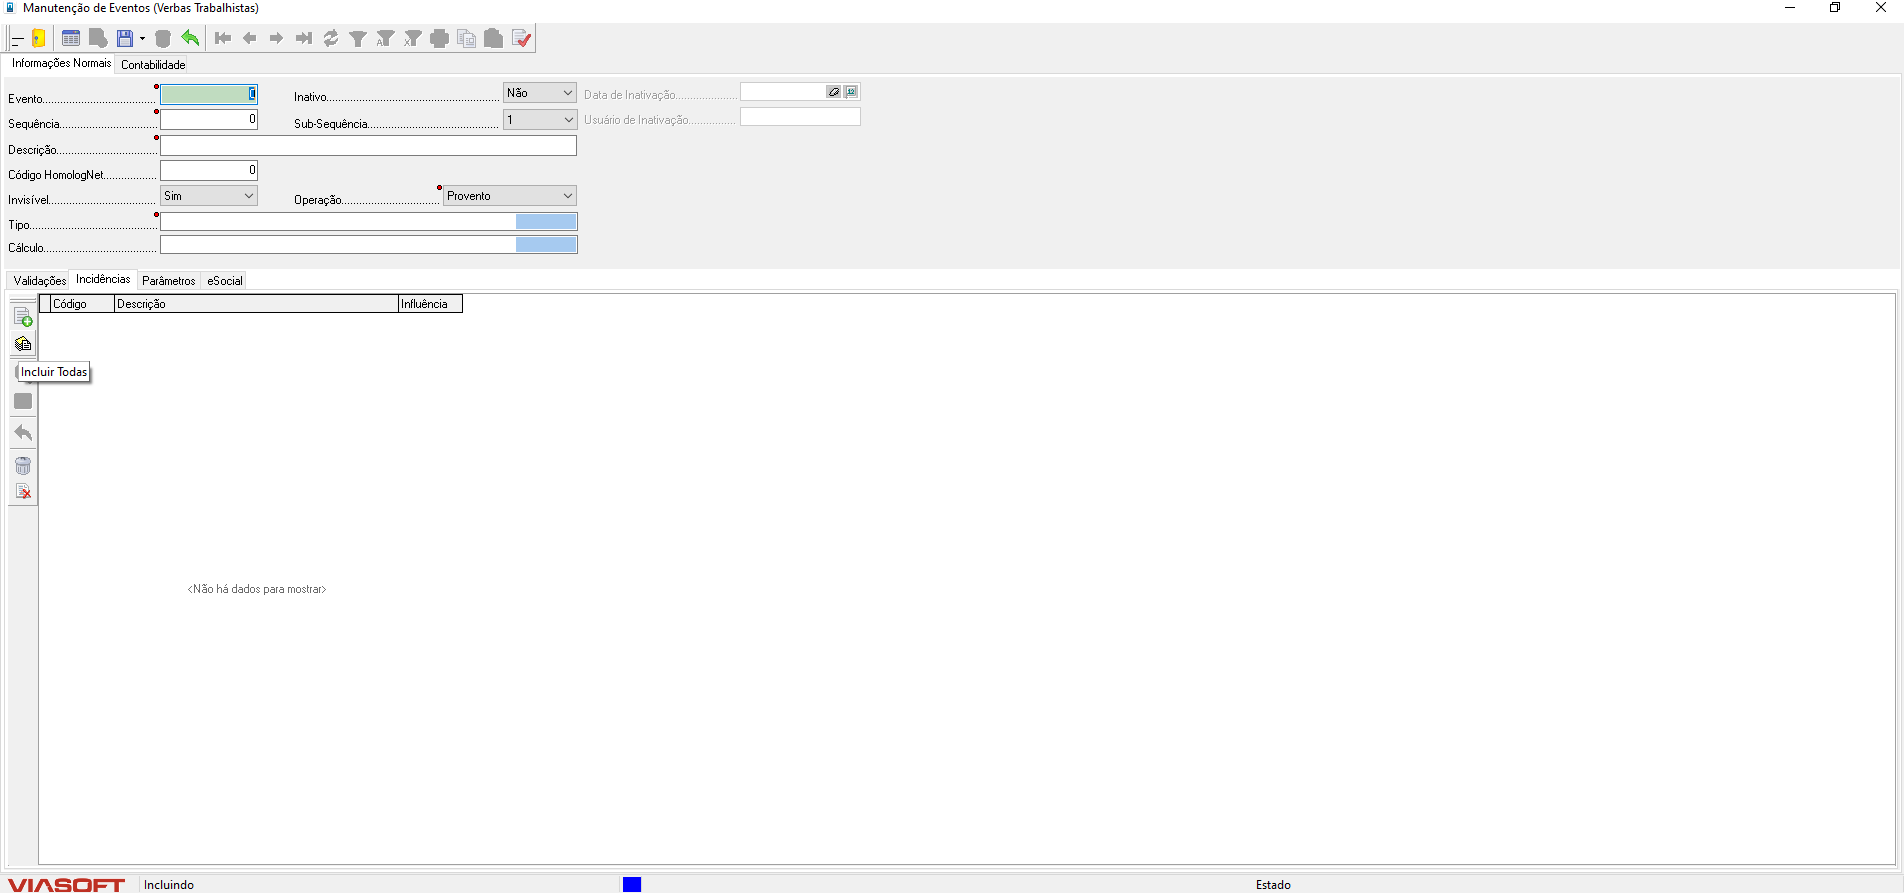 Manutenção de Eventos (Verbas Trabalhistas)
Informações Normais Contabilidade
Evento 0 Inativo Não Data de Inativação
Sequência 0 Sub-Sequência 1 Usuário de Inativação
Descrição
Código HomologNet 0
Invisível Sim Operação Provento
Tipo
Cálculo
Validações Incidências Parâmetros eSocial
Código Descrição Influência
Incluir Todas
<Não há dados para mostrar>
VIASOFT Incluindo Estado